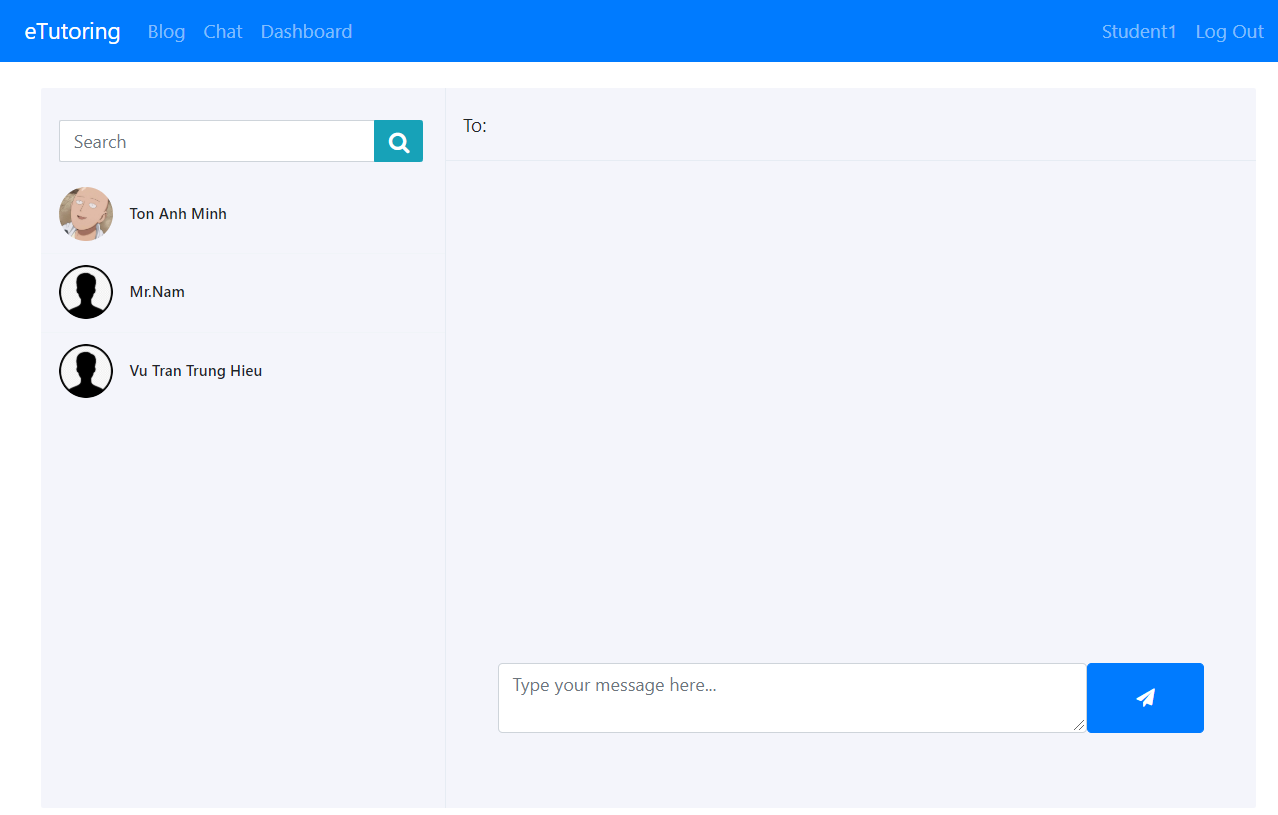 eTutoring Blog Chat Dashboard Student1 Log Out
Search
To:
Ton Anh Minh
Mr.Nam
Vu Tran Trung Hieu
Type your message here...